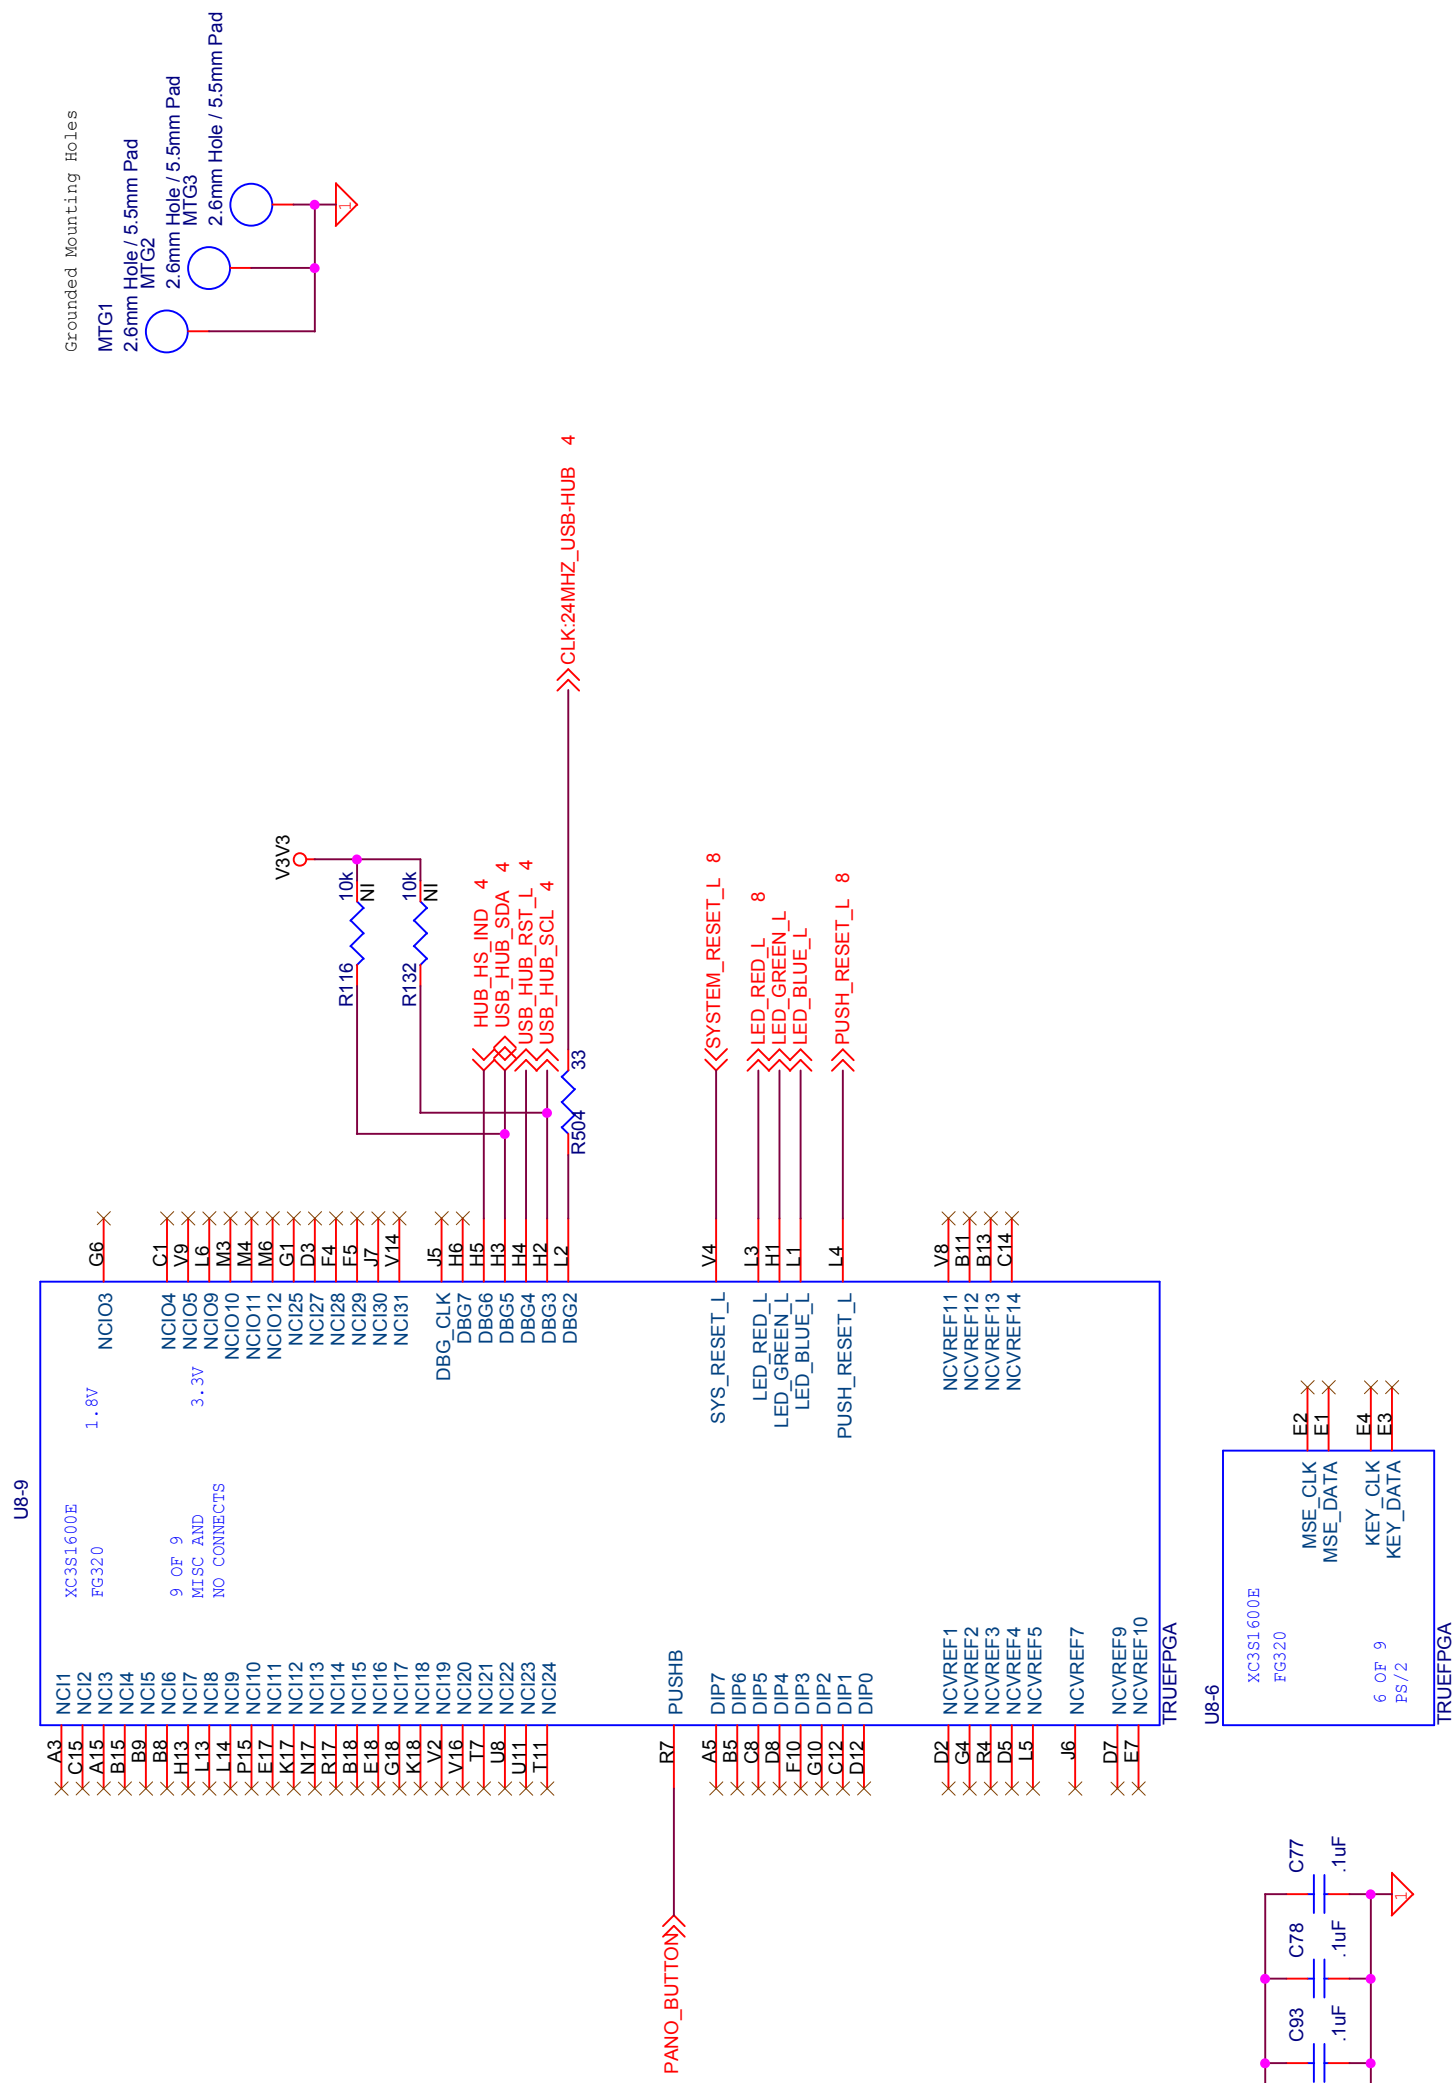 Grounded Mounting Holes
MTG1
2.6mm Hole / 5.5mm Pad
MTG2
2.6mm Hole / 5.5mm Pad
MTG3
2.6mm Hole / 5.5mm Pad
1
U8-9
XC3S1600E
FG320
1.8V
3.3V
9 OF 9
MISC AND
NO CONNECTS
A3 NCI1
C15 NCI2
A15 NCI3
B15 NCI4
B9 NCI5
B8 NCI6
H13 NCI7
L13 NCI8
L14 NCI9
P15 NCI10
E17 NCI11
K17 NCI12
N17 NCI13
R17 NCI14
B18 NCI15
E18 NCI16
G18 NCI17
K18 NCI18
V2 NCI19
V16 NCI20
T7 NCI21
U8 NCI22
U11 NCI23
T11 NCI24
PANO_BUTTON R7 PUSHB
A5 DIP7
B5 DIP6
C8 DIP5
D8 DIP4
F10 DIP3
G10 DIP2
C12 DIP1
D12 DIP0
D2 NCVREF1
G4 NCVREF2
R4 NCVREF3
D5 NCVREF4
L5 NCVREF5
J6 NCVREF7
D7 NCVREF9
E7 NCVREF10
NCIO3 G6
NCIO4 C1
NCIO5 V9
NCIO9 L6
NCIO10 M3
NCIO11 M4
NCIO12 M6
NCI25 G1
NCI27 D3
NCI28 F4
NCI29 F5
NCI30 J7
NCI31 V14
DBG_CLK J5
DBG7 H6
DBG6 H5 HUB_HS_IND 4
DBG5 H3 USB_HUB_SDA 4
DBG4 H4 USB_HUB_RST_L 4
DBG3 H2 USB_HUB_SCL 4
DBG2 L2 R504 33 CLK:24MHZ_USB-HUB 4
V3V3
R116 10k NI
R132 10k NI
SYS_RESET_L V4 SYSTEM_RESET_L 8
LED_RED_L L3 LED_RED_L 8
LED_GREEN_L H1 LED_GREEN_L
LED_BLUE_L L1 LED_BLUE_L
PUSH_RESET_L L4 PUSH_RESET_L 8
NCVREF11 V8
NCVREF12 B11
NCVREF13 B13
NCVREF14 C14
TRUEFPGA
U8-6
XC3S1600E
FG320
6 OF 9
PS/2
MSE_CLK E2
MSE_DATA E1
KEY_CLK E4
KEY_DATA E3
TRUEFPGA
C93 .1uF
C78 .1uF
C77 .1uF
1